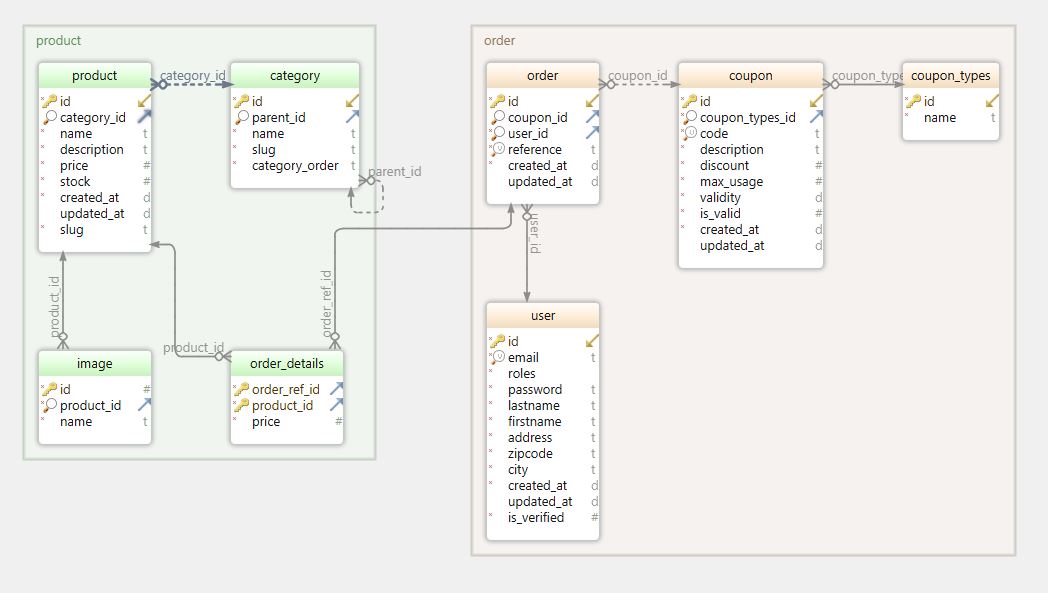 product
product
id
category_id
name t
description t
price #
stock #
created_at d
updated_at d
slug t
category_id
category
id
parent_id
name t
slug t
category_order t
parent_id
product_id
product_id
order_ref_id
image
id #
product_id
name t
order_details
order_ref_id
product_id
price #
order
order
id
coupon_id
user_id
reference t
created_at d
updated_at d
coupon_id
coupon
id
coupon_types_id
code t
description t
discount #
max_usage #
validity d
is_valid #
created_at d
updated_at d
coupon_type
coupon_types
id
name t
user_id
user
id
email t
roles
password t
lastname t
firstname t
address t
zipcode t
city t
created_at d
updated_at d
is_verified #